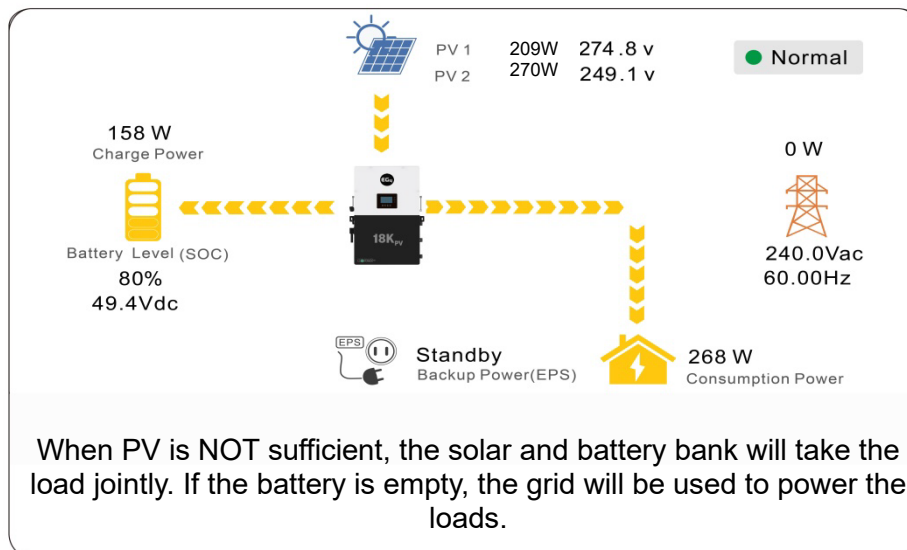 PV 1 209W 274.8 v
PV 2 270W 249.1 v
Normal
158 W
Charge Power
0 W
EG4
18K PV
Battery Level (SOC)
80%
49.4Vdc
240.0Vac
60.00Hz
EPS
Standby
Backup Power(EPS)
268 W
Consumption Power
When PV is NOT sufficient, the solar and battery bank will take the
load jointly. If the battery is empty, the grid will be used to power the
loads.